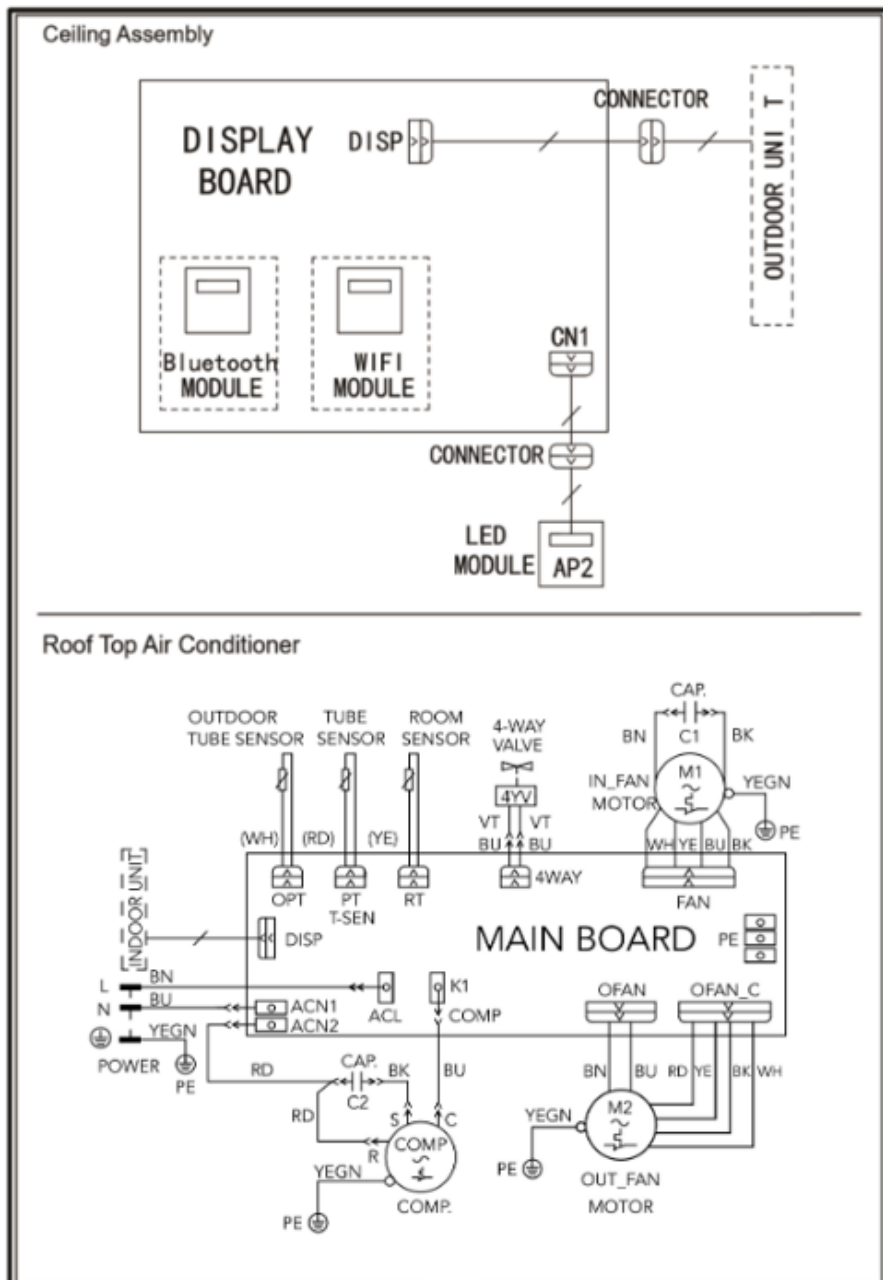 Ceiling Assembly
CONNECTOR
DISPLAY
BOARD
DISP
OUTDOOR UNI T
Bluetooth
MODULE
WIFI
MODULE
CN1
CONNECTOR
LED
MODULE
AP2
Roof Top Air Conditioner
OUTDOOR
TUBE SENSOR
TUBE
SENSOR
ROOM
SENSOR
4-WAY
VALVE
4YV
CAP.
C1
BN
BK
M1
IN_FAN
MOTOR
YEGN
PE
(WH)
(RD)
(YE)
VT
VT
BU
BU
WH YE BU BK
OPT
PT
T-SEN
RT
4WAY
FAN
INDOOR UNIT
DISP
MAIN BOARD
PE
L
BN
N
BU
YEGN
POWER
PE
ACN1
ACN2
ACL
K1
COMP
OFAN
OFAN_C
RD
CAP.
C2
BK
BU
BN
BU
RD
YE
BK
WH
RD
S
C
R
COMP
YEGN
PE
COMP.
YEGN
M2
PE
OUT_FAN
MOTOR